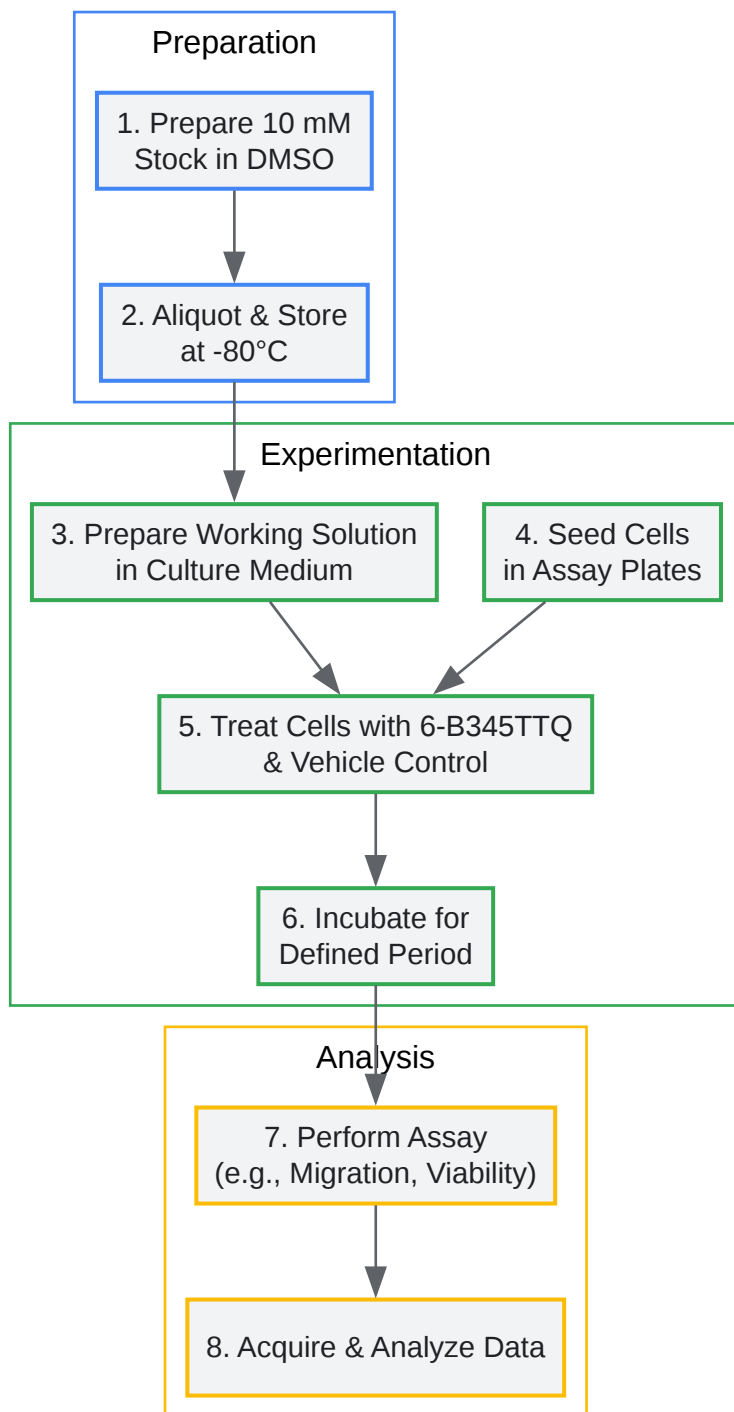 Preparation
1. Prepare 10 mM
Stock in DMSO
2. Aliquot & Store
at -80°C
Experimentation
3. Prepare Working Solution
in Culture Medium
4. Seed Cells
in Assay Plates
5. Treat Cells with 6-B345TTQ
& Vehicle Control
6. Incubate for
Defined Period
Analysis
7. Perform Assay
(e.g., Migration, Viability)
8. Acquire & Analyze Data